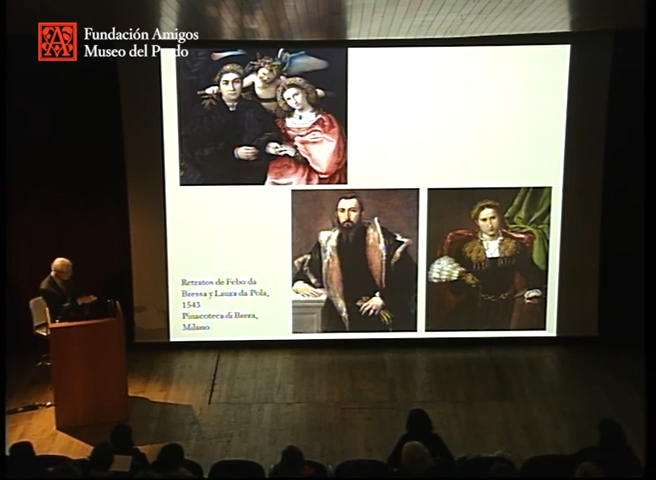 Fundación Amigos
Museo del Prado
Retratos de Febo da
Bressa y Laura da Pola,
1543
Pinacoteca di Brera,
Milano